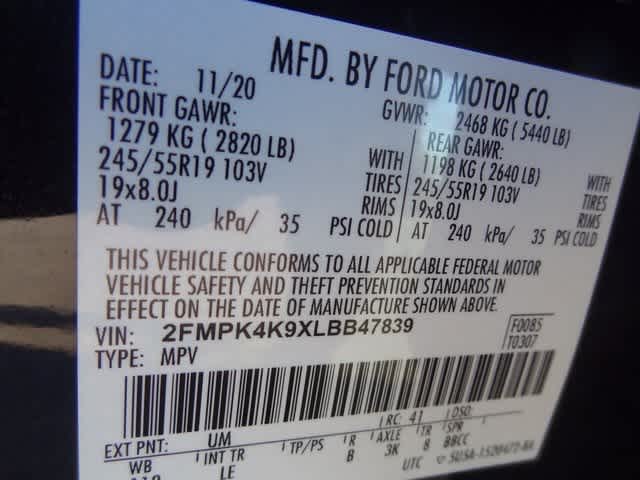 MFD. BY FORD MOTOR CO.
DATE: 11/20
GVWR: 2468 KG ( 5440 LB)
FRONT GAWR:
REAR GAWR:
1279 KG ( 2820 LB)
WITH
1198 KG ( 2640 LB)
WITH
245/55R19 103V
TIRES
245/55R19 103V
TIRES
19x8.0J
RIMS
19x8.0J
RIMS
AT 240 kPa/ 35 PSI COLD
AT 240 kPa/ 35 PSI COLD
THIS VEHICLE CONFORMS TO ALL APPLICABLE FEDERAL MOTOR
VEHICLE SAFETY AND THEFT PREVENTION STANDARDS IN
EFFECT ON THE DATE OF MANUFACTURE SHOWN ABOVE.
VIN: 2FMPK4K9XLBB47839
F0085
T0307
TYPE: MPV
RC: 41 DSO:
EXT PNT: UM
WB INT TR TP/PS R AXLE TR SPR
LE B 3K 8 BBCC
UTC